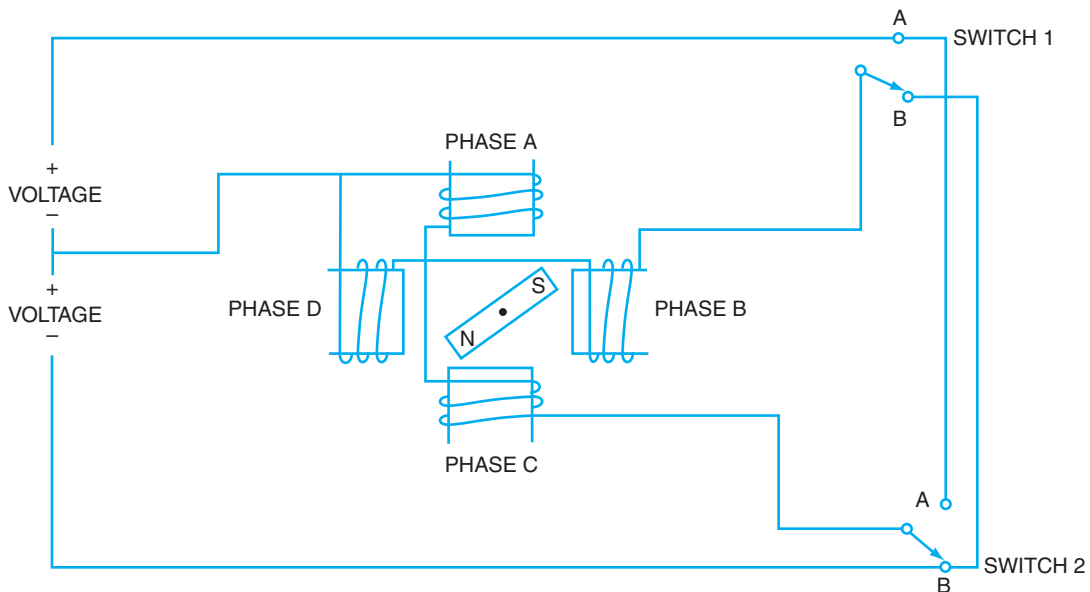 A
SWITCH 1
B
PHASE A
+
VOLTAGE
–
+
VOLTAGE
–
PHASE D
S
N
PHASE B
PHASE C
A
SWITCH 2
B